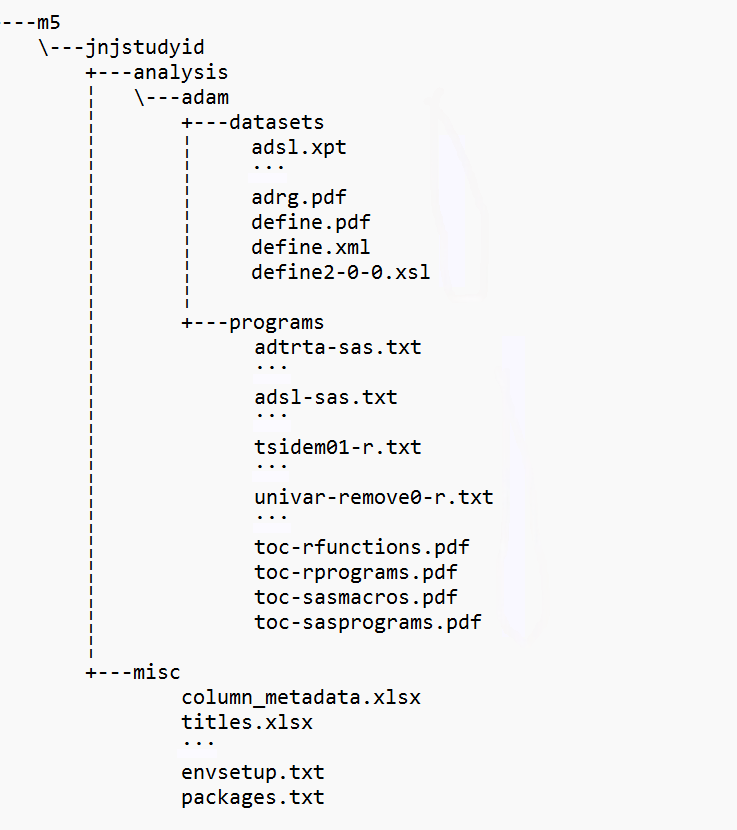 ----m5
\---jnjstudyid
+---analysis
¦ \---adam
¦ +---datasets
¦ ¦ adsl.xpt
¦ ¦ ...
¦ ¦ adrg.pdf
¦ ¦ define.pdf
¦ ¦ define.xml
¦ ¦ define2-0-0.xsl
¦ ¦
¦ +---programs
¦ adtrta-sas.txt
¦ ...
¦ adsl-sas.txt
¦ ...
¦ tsidem01-r.txt
¦ ...
¦ univar-remove0-r.txt
¦ ...
¦ toc-rfunctions.pdf
¦ toc-rprograms.pdf
¦ toc-sasmacros.pdf
¦ toc-sasprograms.pdf
¦
+---misc
column_metadata.xlsx
titles.xlsx
...
envsetup.txt
packages.txt